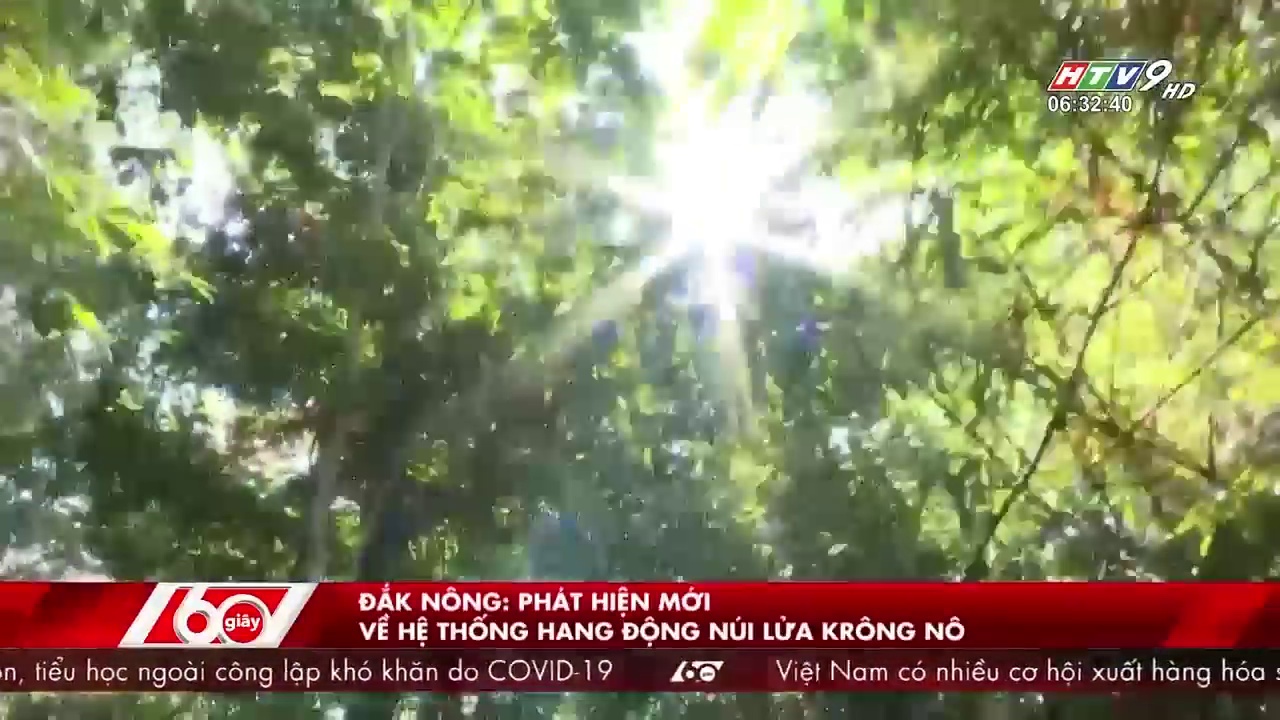 HTV9 HD
06:32:40
60 giây
ĐẮK NÔNG: PHÁT HIỆN MỚI
VỀ HỆ THỐNG HANG ĐỘNG NÚI LỬA KRÔNG NÔ
tiểu học ngoài công lập khó khăn do COVID-19 60 Việt Nam có nhiều cơ hội xuất hàng hóa